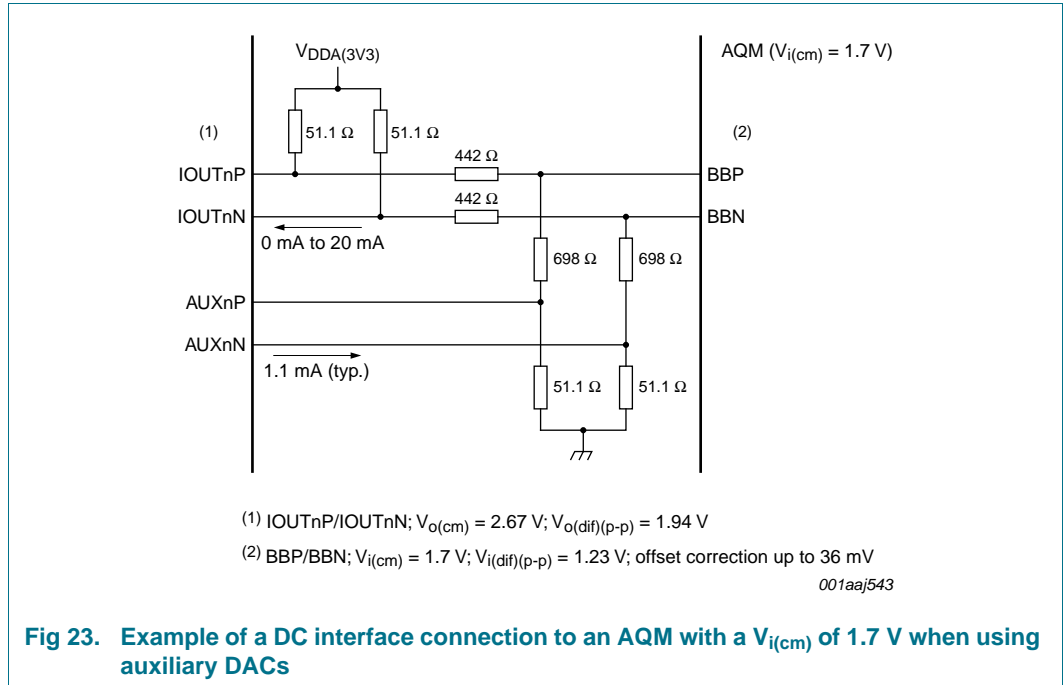 VDDA(3V3)
AQM (Vi(cm) = 1.7 V)
(1)
51.1 Ω
51.1 Ω
(2)
442 Ω
IOUTnP
BBP
442 Ω
IOUTnN
BBN
0 mA to 20 mA
698 Ω
698 Ω
AUXnP
AUXnN
1.1 mA (typ.)
51.1 Ω
51.1 Ω
(1) IOUTnP/IOUTnN; Vo(cm) = 2.67 V; Vo(dif)(p-p) = 1.94 V
(2) BBP/BBN; Vi(cm) = 1.7 V; Vi(dif)(p-p) = 1.23 V; offset correction up to 36 mV
001aaj543
Fig 23. Example of a DC interface connection to an AQM with a Vi(cm) of 1.7 V when using
auxiliary DACs